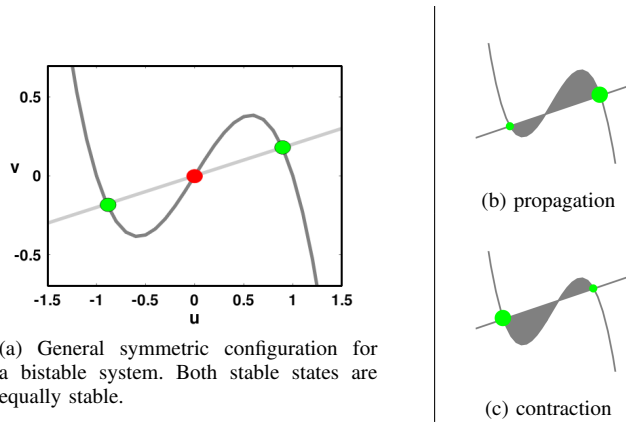 0.5
v
0
-0.5
-1.5 -1 -0.5 0 0.5 1 1.5
u
(a) General symmetric configuration for
a bistable system. Both stable states are
equally stable.
(b) propagation
(c) contraction